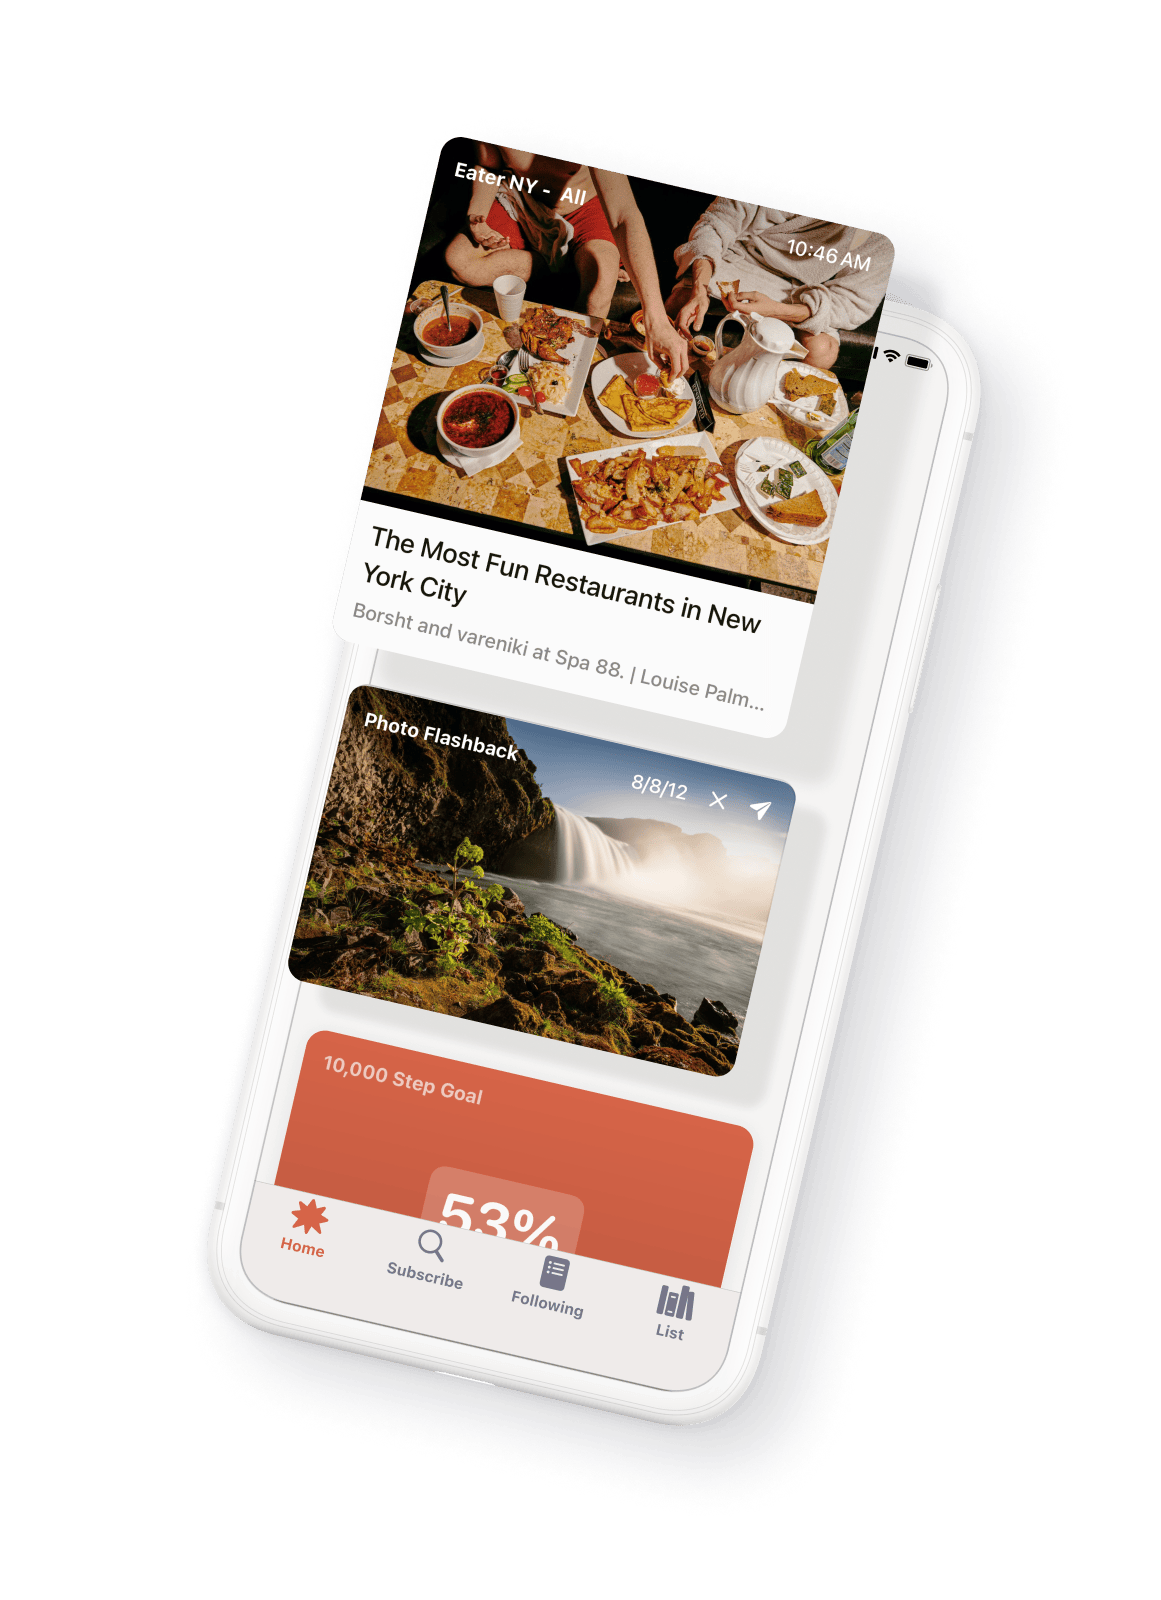 Eater NY - All
10:46 AM
The Most Fun Restaurants in New
York City
Borsht and vareniki at Spa 88. | Louise Palm...
Photo Flashback
8/8/12
10,000 Step Goal
53%
Home
Subscribe
Following
List